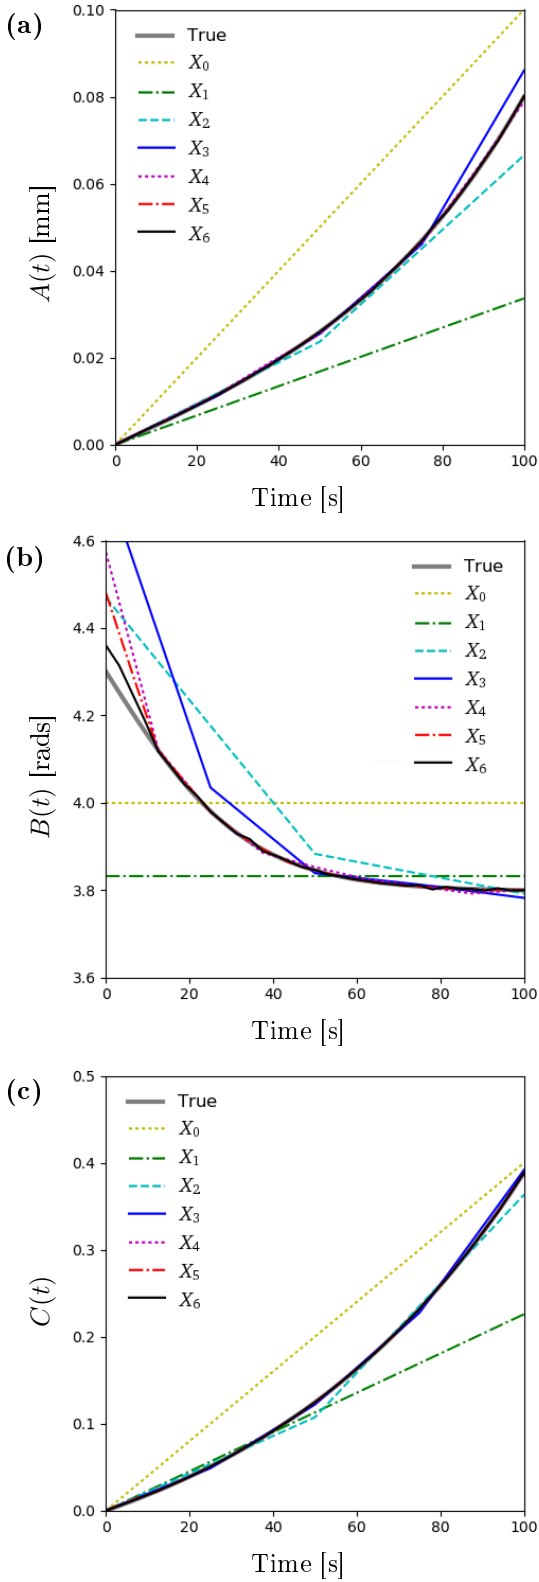 (a)
A(t) [mm]
0.10
0.08
0.06
0.04
0.02
0.00
True
X0
X1
X2
X3
X4
X5
X6
0 20 40 60 80 100
Time [s]
(b)
B(t) [rads]
4.6
4.4
4.2
4.0
3.8
3.6
True
X0
X1
X2
X3
X4
X5
X6
0 20 40 60 80 100
Time [s]
(c)
C(t)
0.5
0.4
0.3
0.2
0.1
0.0
True
X0
X1
X2
X3
X4
X5
X6
0 20 40 60 80 100
Time [s]